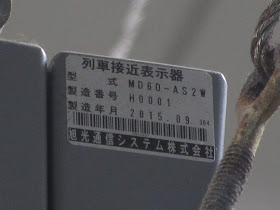 列車接近表示器
型式 MD60-AS2W
製造番号 H0001
製造年月 2015.09 304
旭光通信システム株式会社